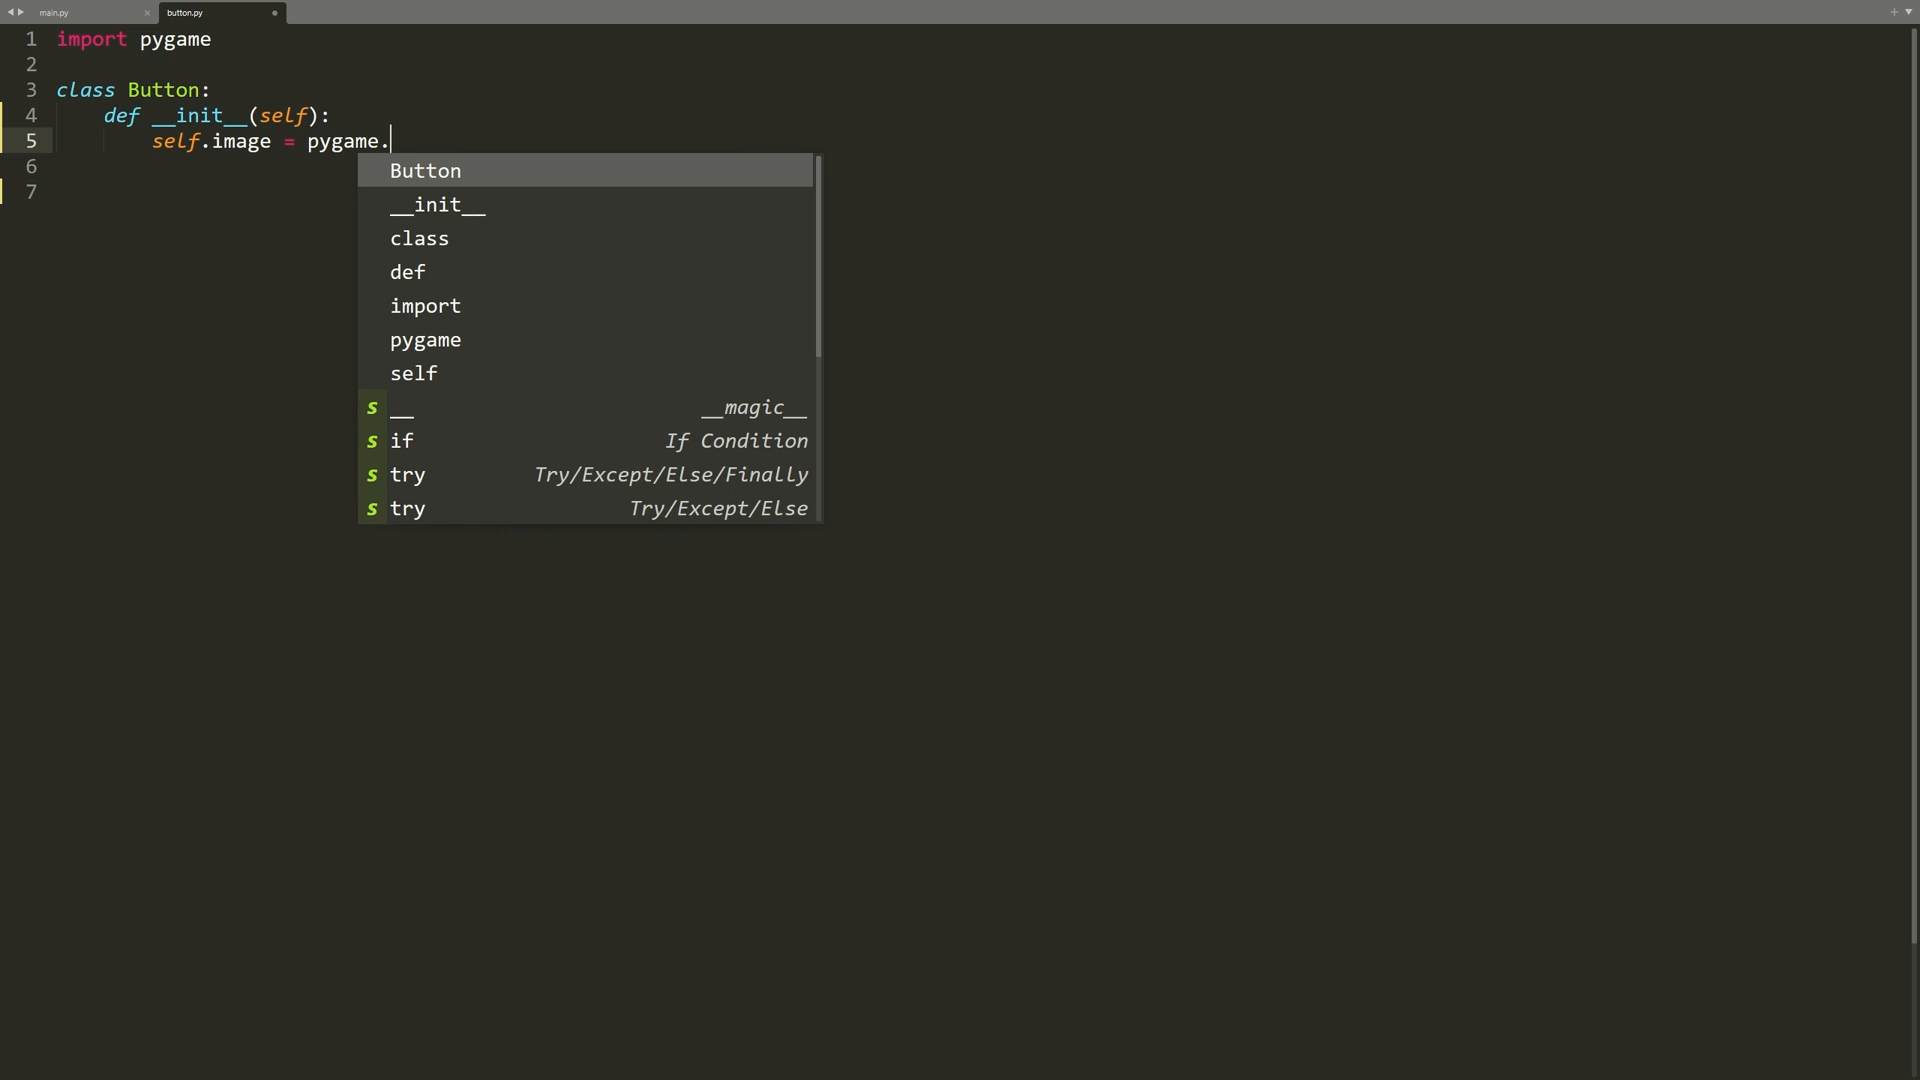 main.py
button.py
1 import pygame
2
3 class Button:
4 def __init__(self):
5 self.image = pygame.
6
7
Button
__init__
class
def
import
pygame
self
s __ __magic__
s if If Condition
s try Try/Except/Else/Finally
s try Try/Except/Else